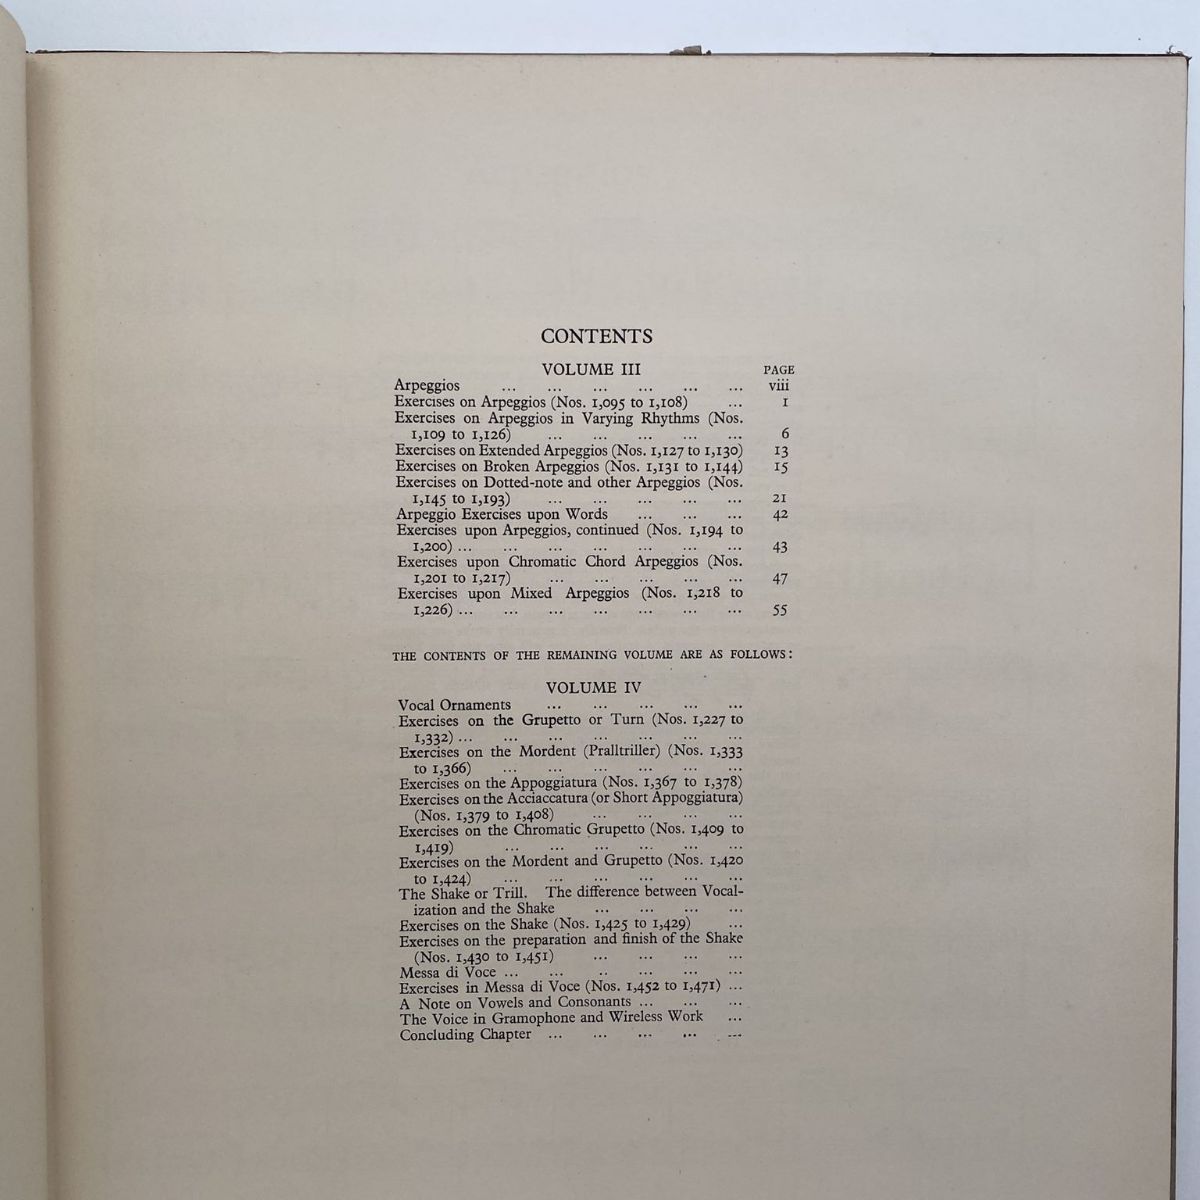 CONTENTS
VOLUME III PAGE
Arpeggios ... ... ... ... ... ... viii
Exercises on Arpeggios (Nos. 1,095 to 1,108) ... 1
Exercises on Arpeggios in Varying Rhythms (Nos.
1,109 to 1,126) ... ... ... ... ... 6
Exercises on Extended Arpeggios (Nos. 1,127 to 1,130) 13
Exercises on Broken Arpeggios (Nos. 1,131 to 1,144) 15
Exercises on Dotted-note and other Arpeggios (Nos.
1,145 to 1,193) ... ... ... ... ... 21
Arpeggio Exercises upon Words ... ... ... 42
Exercises upon Arpeggios, continued (Nos. 1,194 to
1,200) ... ... ... ... ... ... ... 43
Exercises upon Chromatic Chord Arpeggios (Nos.
1,201 to 1,217) ... ... ... ... ... 47
Exercises upon Mixed Arpeggios (Nos. 1,218 to
1,226) ... ... ... ... ... ... ... 55
THE CONTENTS OF THE REMAINING VOLUME ARE AS FOLLOWS:
VOLUME IV
Vocal Ornaments ... ... ... ... ...
Exercises on the Grupetto or Turn (Nos. 1,227 to
1,332) ... ... ... ... ... ... ...
Exercises on the Mordent (Pralltriller) (Nos. 1,333
to 1,366) ... ... ... ... ... ...
Exercises on the Appoggiatura (Nos. 1,367 to 1,378)
Exercises on the Acciaccatura (or Short Appoggiatura)
(Nos. 1,379 to 1,408) ... ... ... ...
Exercises on the Chromatic Grupetto (Nos. 1,409 to
1,419) ... ... ... ... ... ...
Exercises on the Mordent and Grupetto (Nos. 1,420
to 1,424) ... ... ... ... ... ...
The Shake or Trill. The difference between Vocal-
ization and the Shake ... ... ... ...
Exercises on the Shake (Nos. 1,425 to 1,429) ...
Exercises on the preparation and finish of the Shake
(Nos. 1,430 to 1,451) ... ... ... ...
Messa di Voce ... ... .. ... ... ...
Exercises in Messa di Voce (Nos. 1,452 to 1,471) ...
A Note on Vowels and Consonants ... ... ...
The Voice in Gramophone and Wireless Work ...
Concluding Chapter ... ... ... ... ...